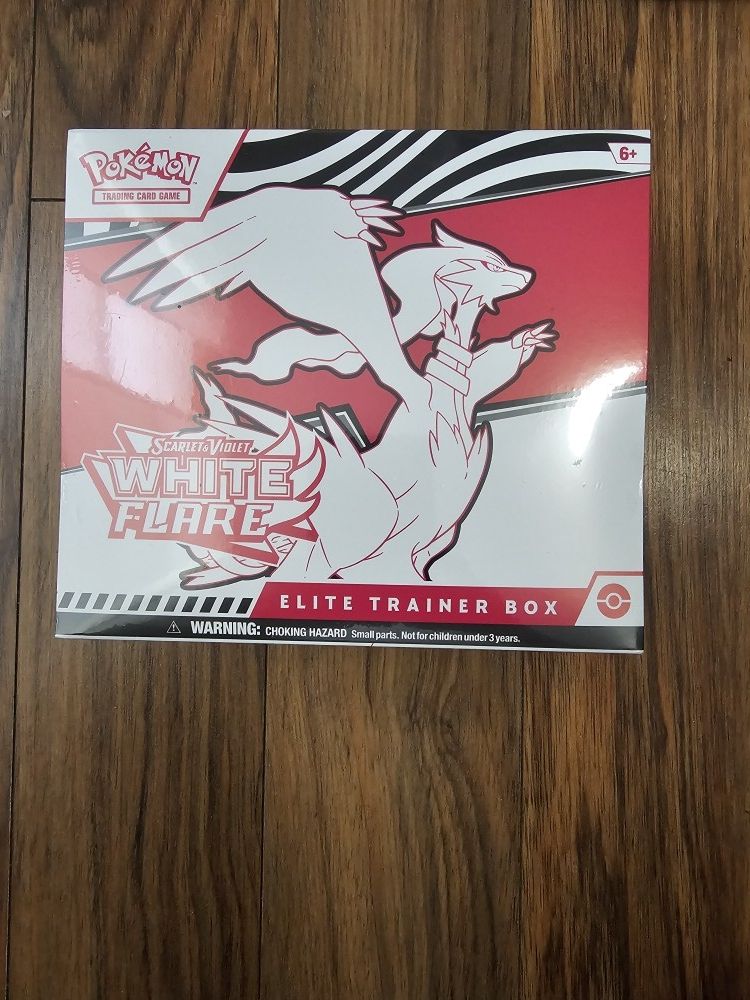 POKéMON™
TRADING CARD GAME
6+
SCARLET & VIOLET
WHITE
FLARE
ELITE TRAINER BOX
⚠ WARNING: CHOKING HAZARD Small parts. Not for children under 3 years.